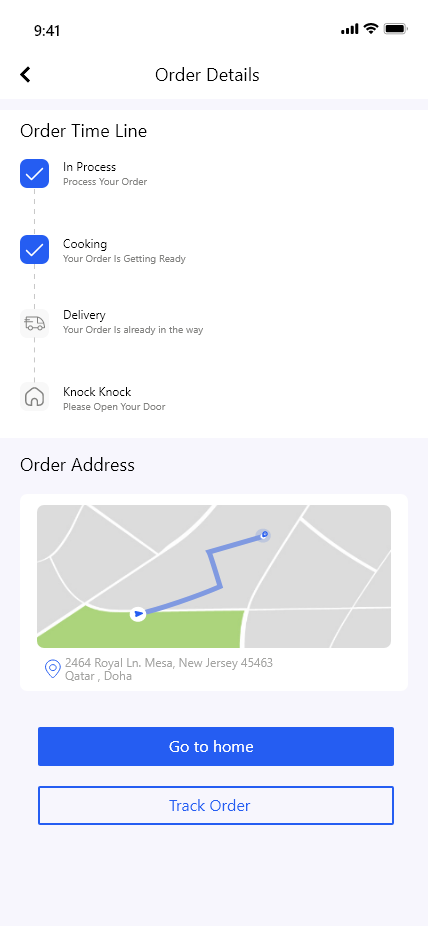 9:41
Order Details
Order Time Line
In Process
Process Your Order
Cooking
Your Order Is Getting Ready
Delivery
Your Order Is already in the way
Knock Knock
Please Open Your Door
Order Address
2464 Royal Ln. Mesa, New Jersey 45463
Qatar , Doha
Go to home
Track Order